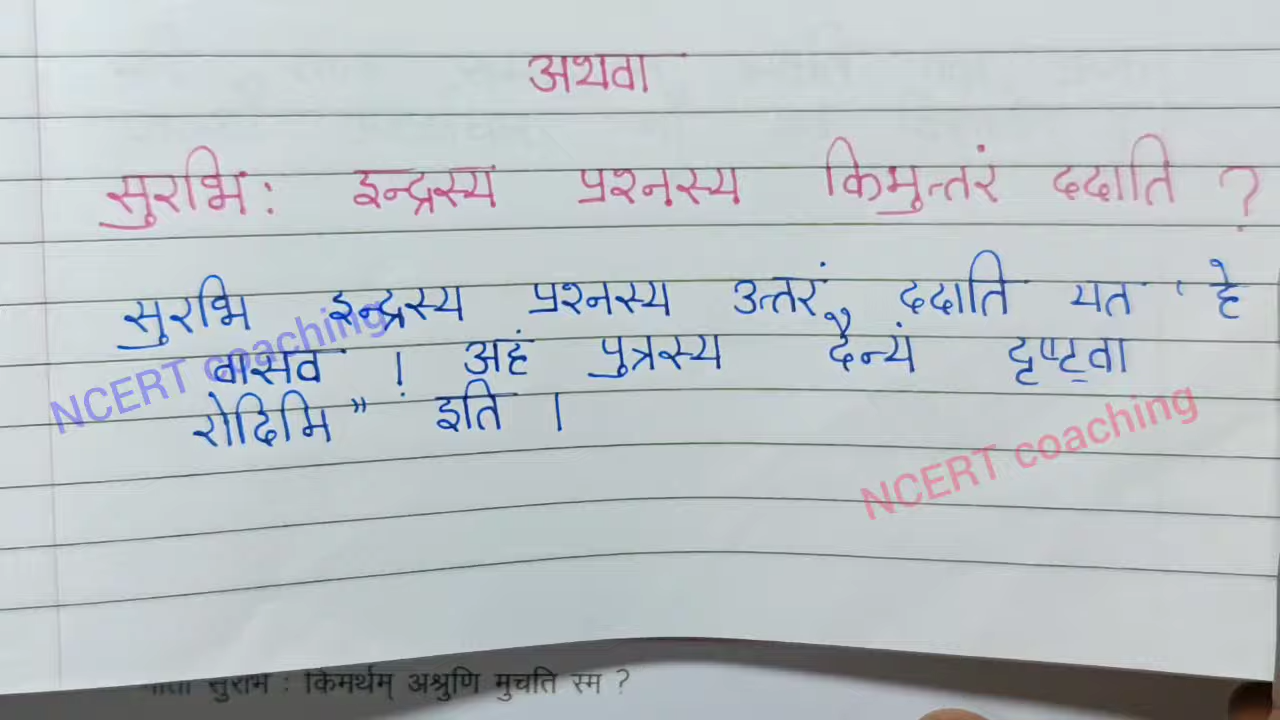 अथवा
सुरभि: इन्द्रस्य प्रश्नस्य किमुत्तरं ददाति ?
सुरभि इन्द्रस्य प्रश्नस्य उत्तरं ददाति यत ' हे
वासव ! अहं पुत्रस्य दैन्यं दृष्ट्वा
रोदिमि" इति ।
NCERT coaching
NCERT coaching
सुरभि : किमर्थम् अश्रुणि मुचति स्म ?